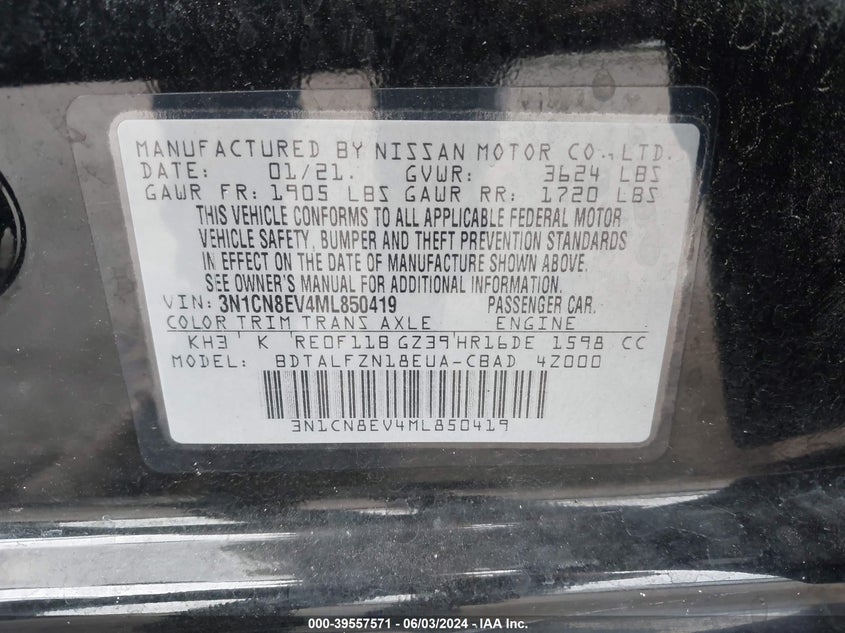 MANUFACTURED BY NISSAN MOTOR CO.,LTD.
DATE: 01/21. GVWR: 3624 LBS
GAWR FR: 1905 LBS GAWR RR: 1720 LBS
THIS VEHICLE CONFORMS TO ALL APPLICABLE FEDERAL MOTOR
VEHICLE SAFETY, BUMPER AND THEFT PREVENTION STANDARDS
IN EFFECT ON THE DATE OF MANUFACTURE SHOWN ABOVE.
SEE OWNER'S MANUAL FOR ADDITIONAL INFORMATION.
VIN: 3N1CN8EV4ML850419 PASSENGER CAR.
COLOR TRIM TRANS AXLE ENGINE
KH3 K RE0F11B GZ39 HR16DE 1598 CC
MODEL: BDTALFZN18EUA-CBAD 4Z000
3N1CN8EV4ML850419
000-39557571 - 06/03/2024 - IAA Inc.